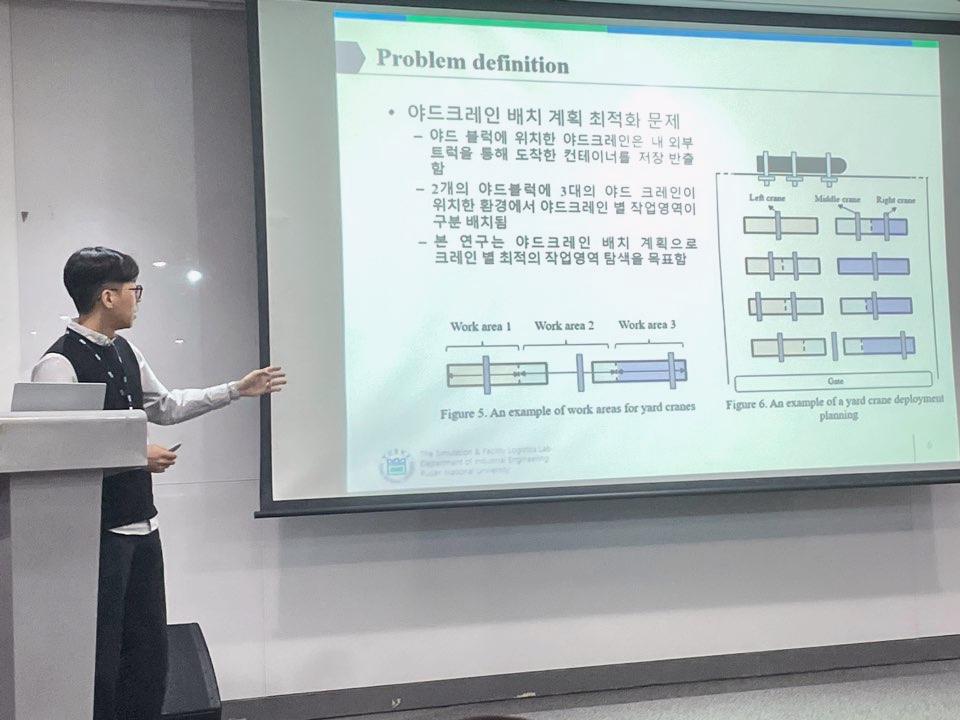 Problem definition
• 야드크레인 배치 계획 최적화 문제
– 야드 블럭에 위치한 야드크레인은 내 외부
트럭을 통해 도착한 컨테이너를 저장 반출
함
– 2개의 야드블럭에 3대의 야드 크레인이
위치한 환경에서 야드크레인 별 작업영역이
구분 배치됨
– 본 연구는 야드크레인 배치 계획으로
크레인 별 최적의 작업영역 탐색을 목표함
Work area 1 Work area 2 Work area 3
Figure 5. An example of work areas for yard cranes
Left crane Middle crane Right crane
Gate
Figure 6. An example of a yard crane deployment
planning
The Simulation & Facility Logistics Lab
Department of Industrial Engineering
Pusan National University
6